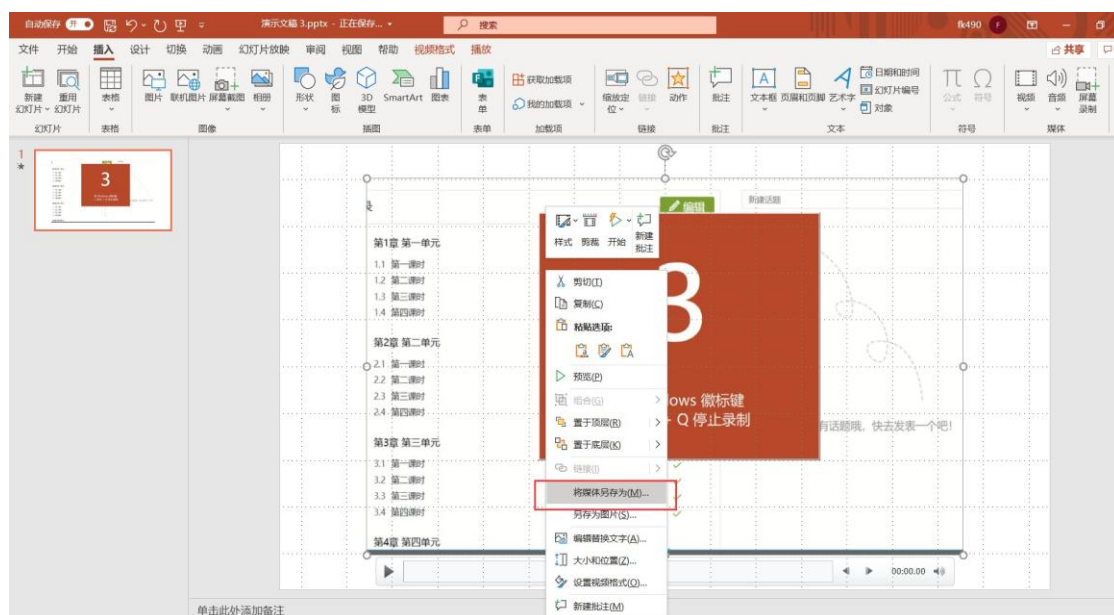 自动保存 开 演示文稿 3.pptx - 正在保存... 搜索 fk490 F
文件 开始 插入 设计 切换 动画 幻灯片放映 审阅 视图 帮助 视频格式 播放 共享
新建 幻灯片 重用 幻灯片 表格 图片 联机图片 屏幕截图 相册 形状 图标 3D 模型 SmartArt 图表 表单 获取加载项 我的加载项 缩放定位 链接 动作 批注 文本框 页眉和页脚 艺术字 日期和时间 幻灯片编号 对象 公式 符号 视频 音频 屏幕录制
幻灯片 表格 图像 插图 表单 加载项 链接 批注 文本 符号 媒体
1
3
编辑 新建话题
样式 剪裁 开始 新建批注
第1章 第一单元
1.1 第一课时
1.2 第二课时
1.3 第三课时
1.4 第四课时
第2章 第二单元
2.1 第一课时
2.2 第二课时
2.3 第三课时
2.4 第四课时
第3章 第三单元
3.1 第一课时
3.2 第二课时
3.3 第三课时
3.4 第四课时
第4章 第四单元
剪切(T)
复制(C)
粘贴选项:
预览(P)
组合(G)
置于顶层(R)
置于底层(K)
链接(I)
将媒体另存为(M)...
另存为图片(S)...
编辑替换文字(A)...
大小和位置(Z)...
设置视频格式(O)...
新建批注(M)
3
ows 徽标键
+ Q 停止录制
有话题哦，快去发表一个吧！
00:00.00
单击此处添加备注